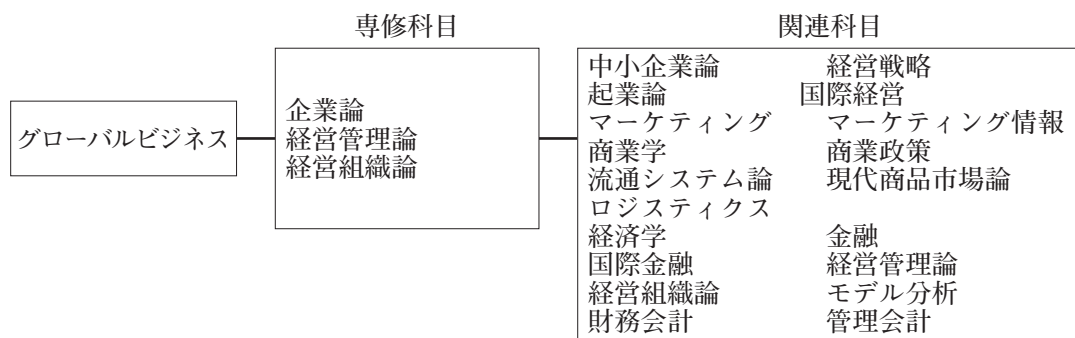 専修科目
関連科目
グローバルビジネス
企業論
経営管理論
経営組織論
中小企業論 経営戦略
起業論 国際経営
マーケティング マーケティング情報
商業学 商業政策
流通システム論 現代商品市場論
ロジスティクス
経済学 金融
国際金融 経営管理論
経営組織論 モデル分析
財務会計 管理会計